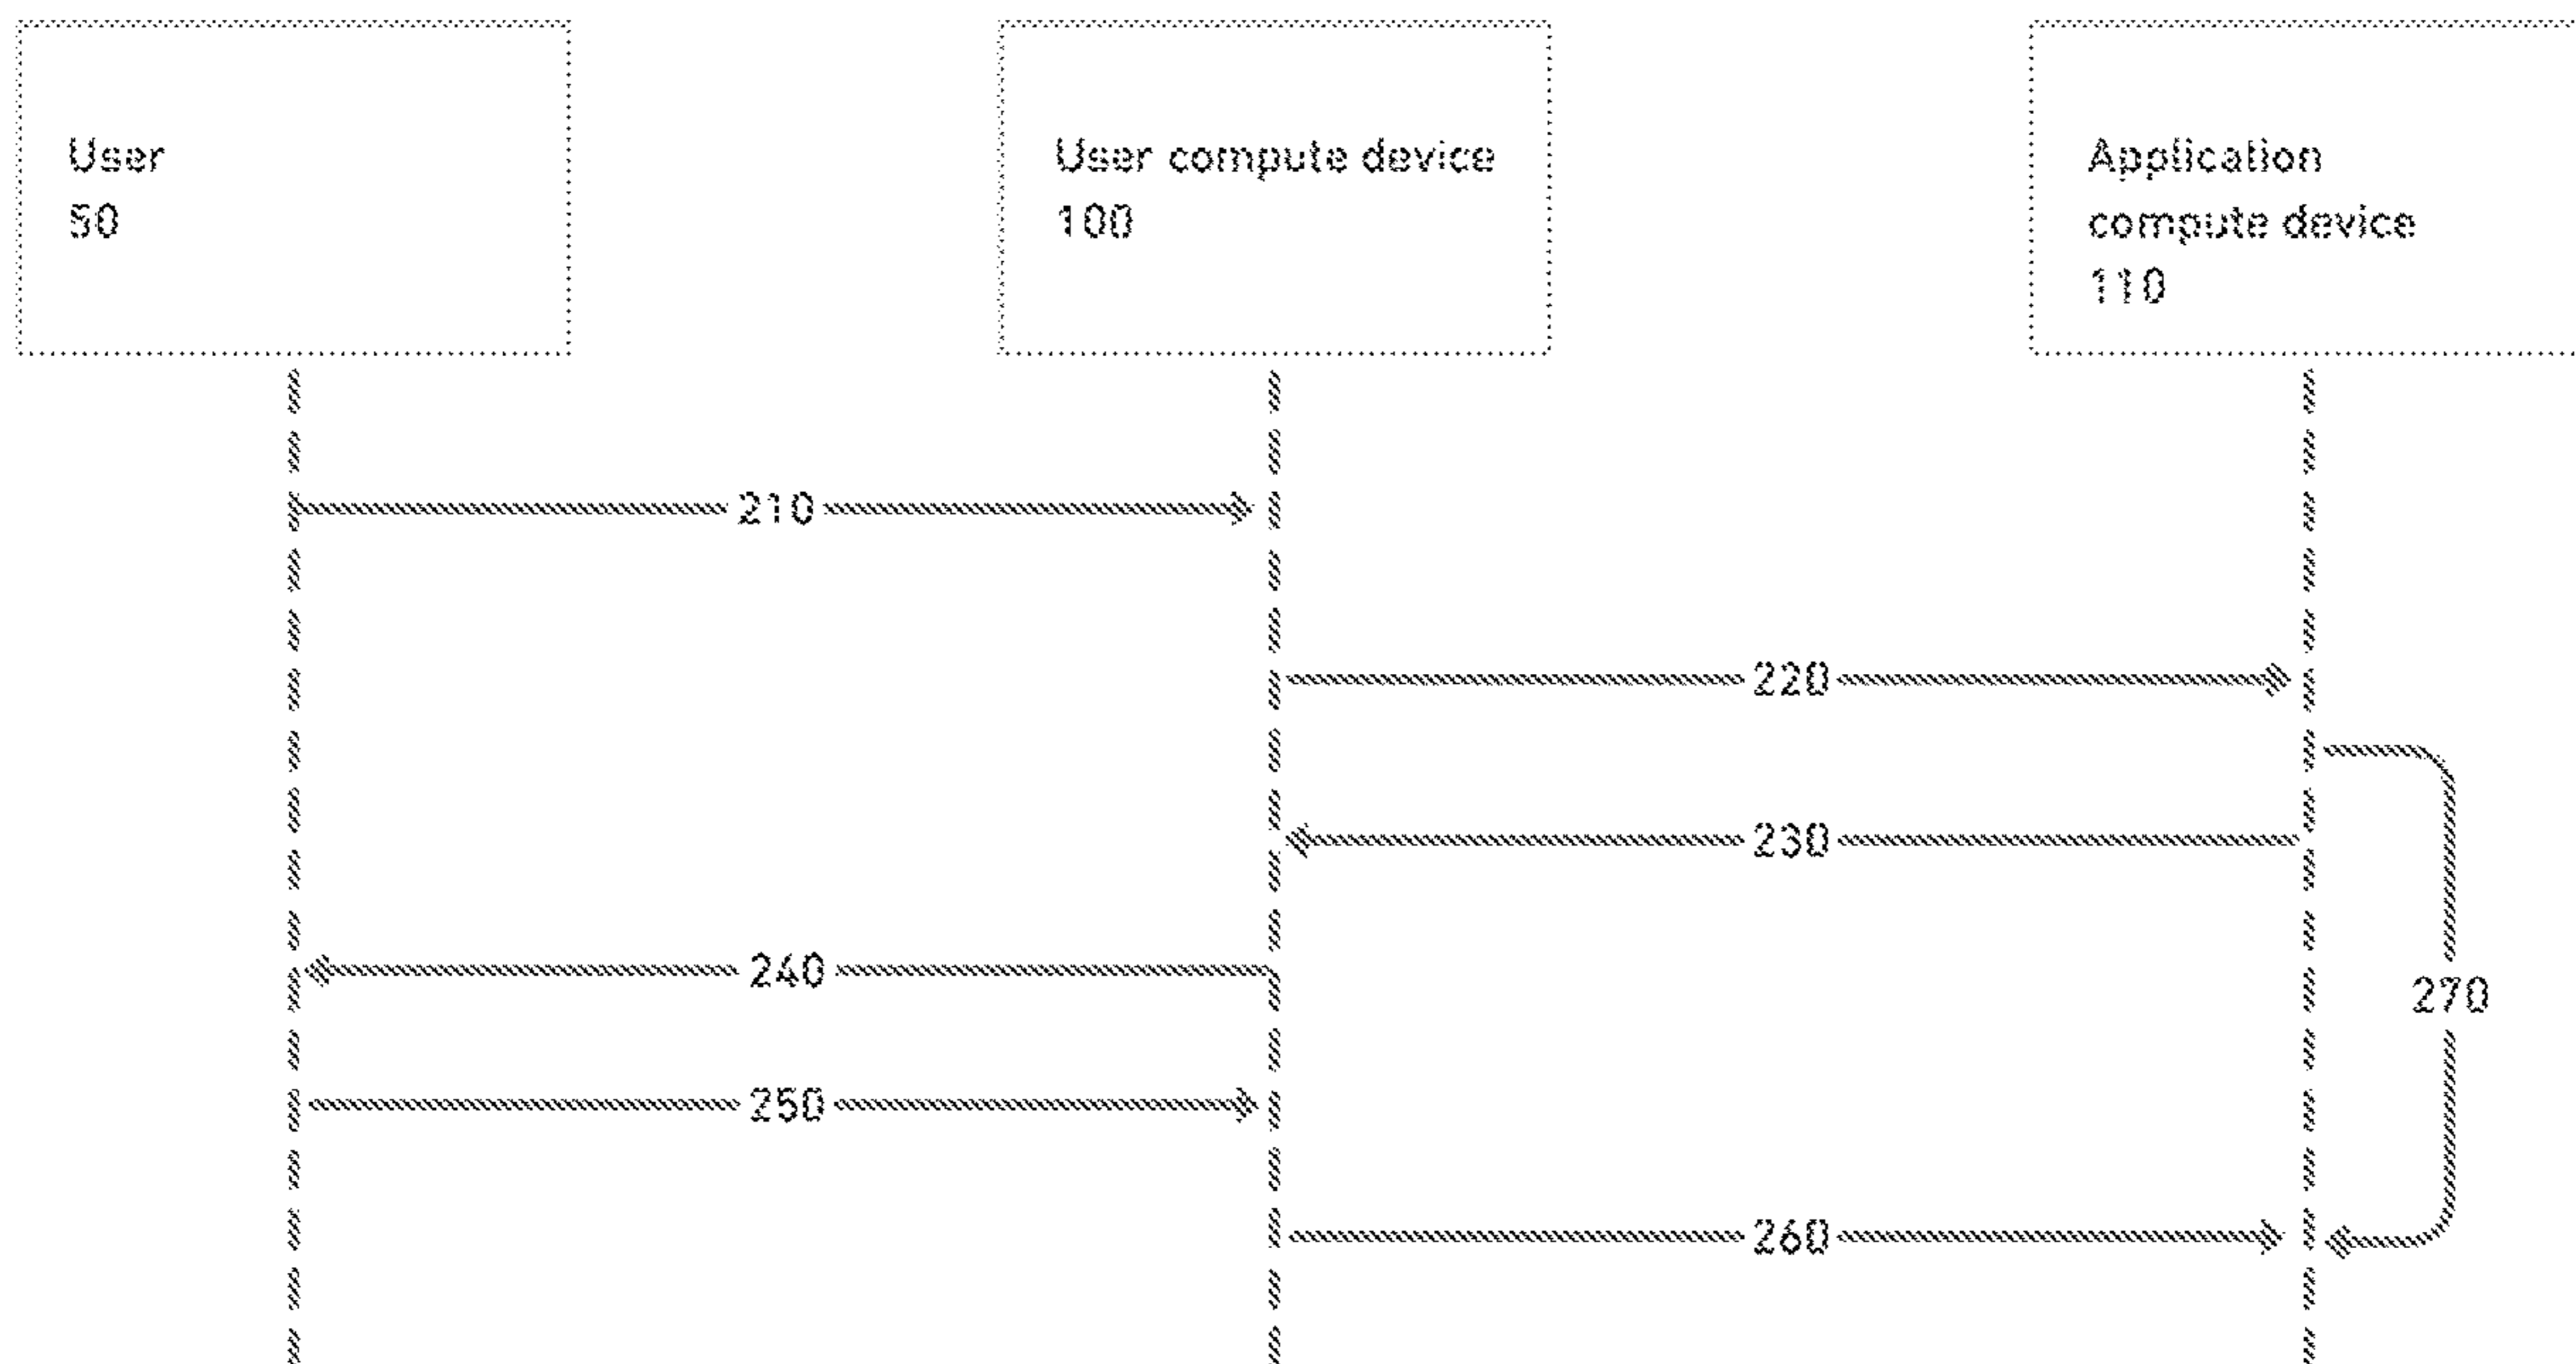 User
50
User compute device
100
Application
compute device
110
210
220
230
240
250
260
270